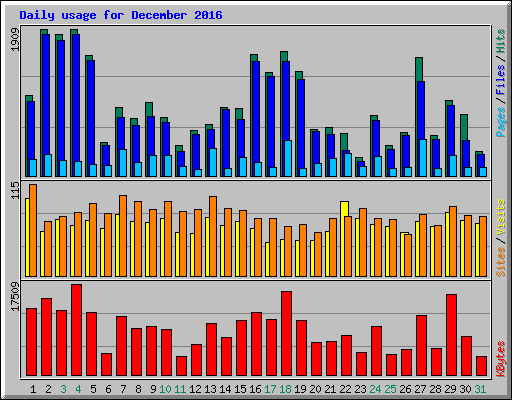 Daily usage for December 2016
1909
115
17509
Pages / Files / Hits
Sites / Visits
KBytes
1 2 3 4 5 6 7 8 9 10 11 12 13 14 15 16 17 18 19 20 21 22 23 24 25 26 27 28 29 30 31